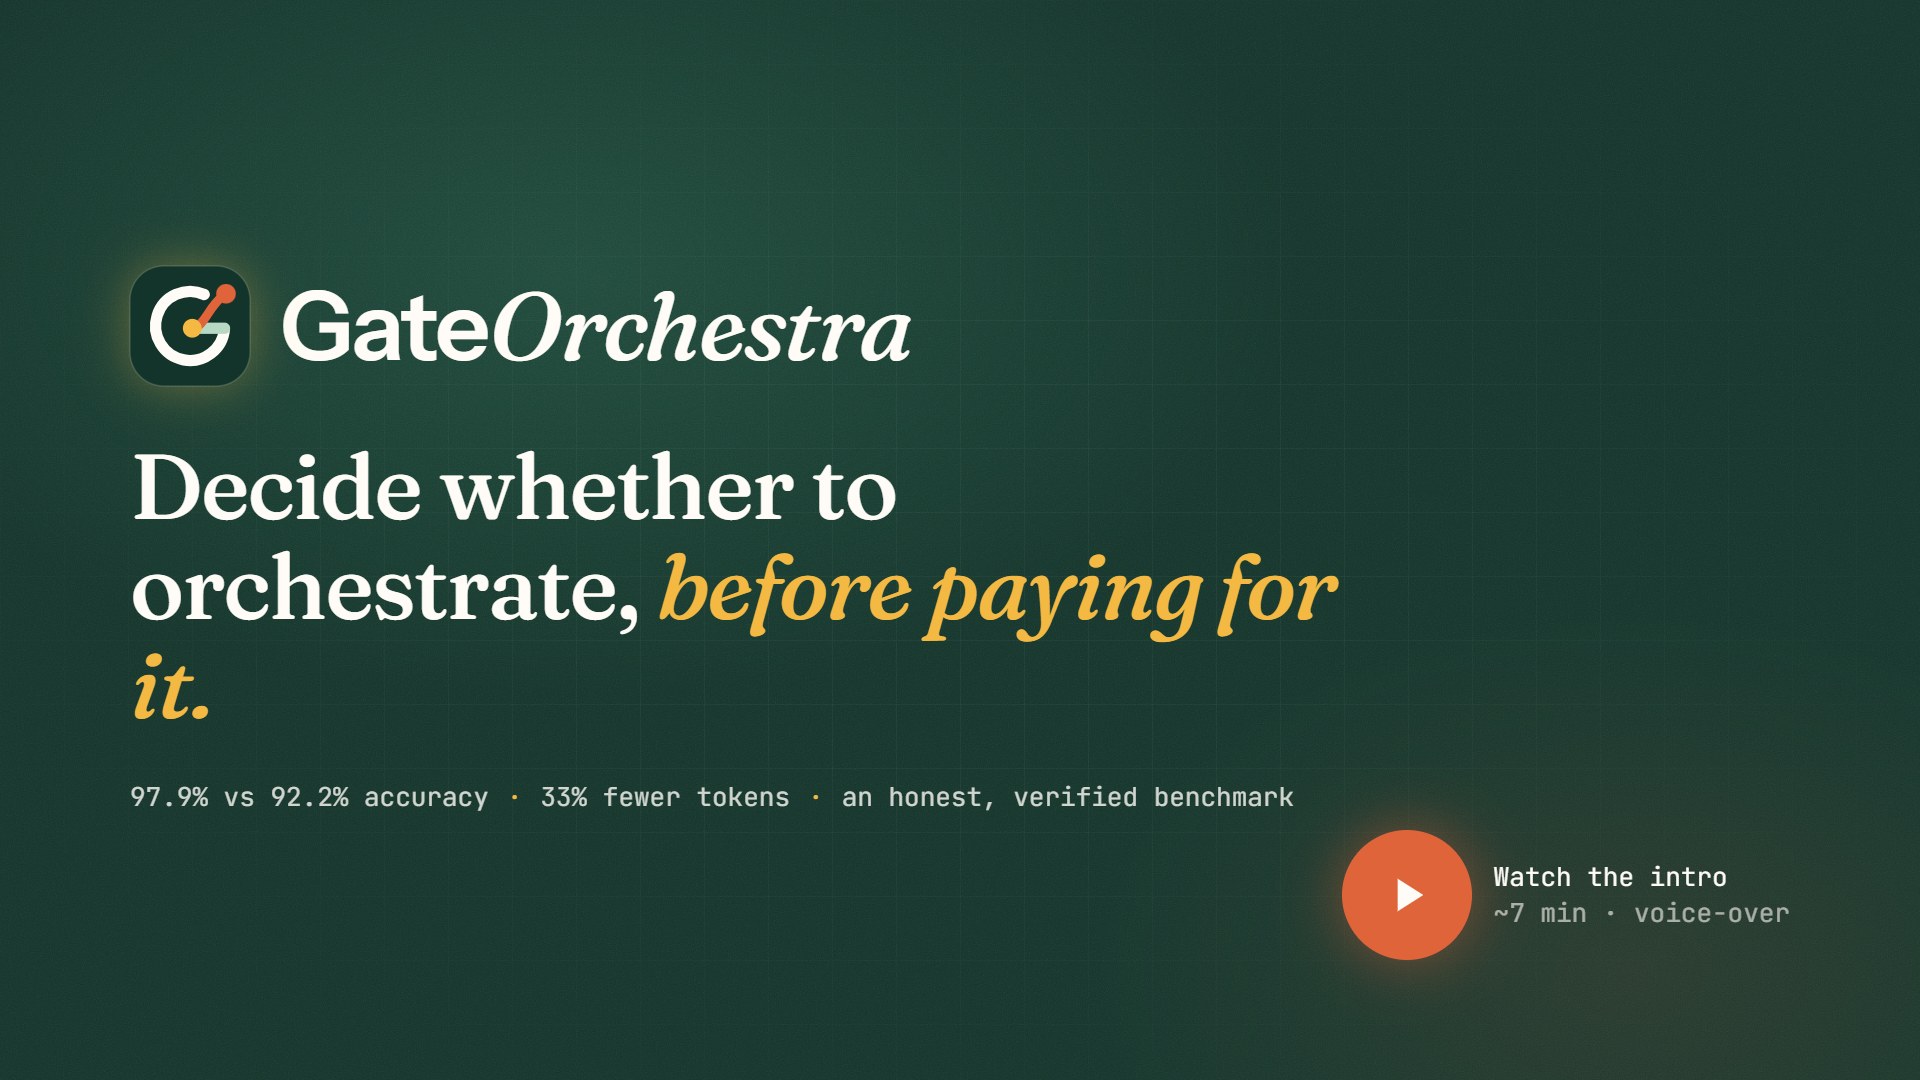 GateOrchestra
Decide whether to
orchestrate, before paying for
it.
97.9% vs 92.2% accuracy · 33% fewer tokens · an honest, verified benchmark
Watch the intro
~7 min · voice-over